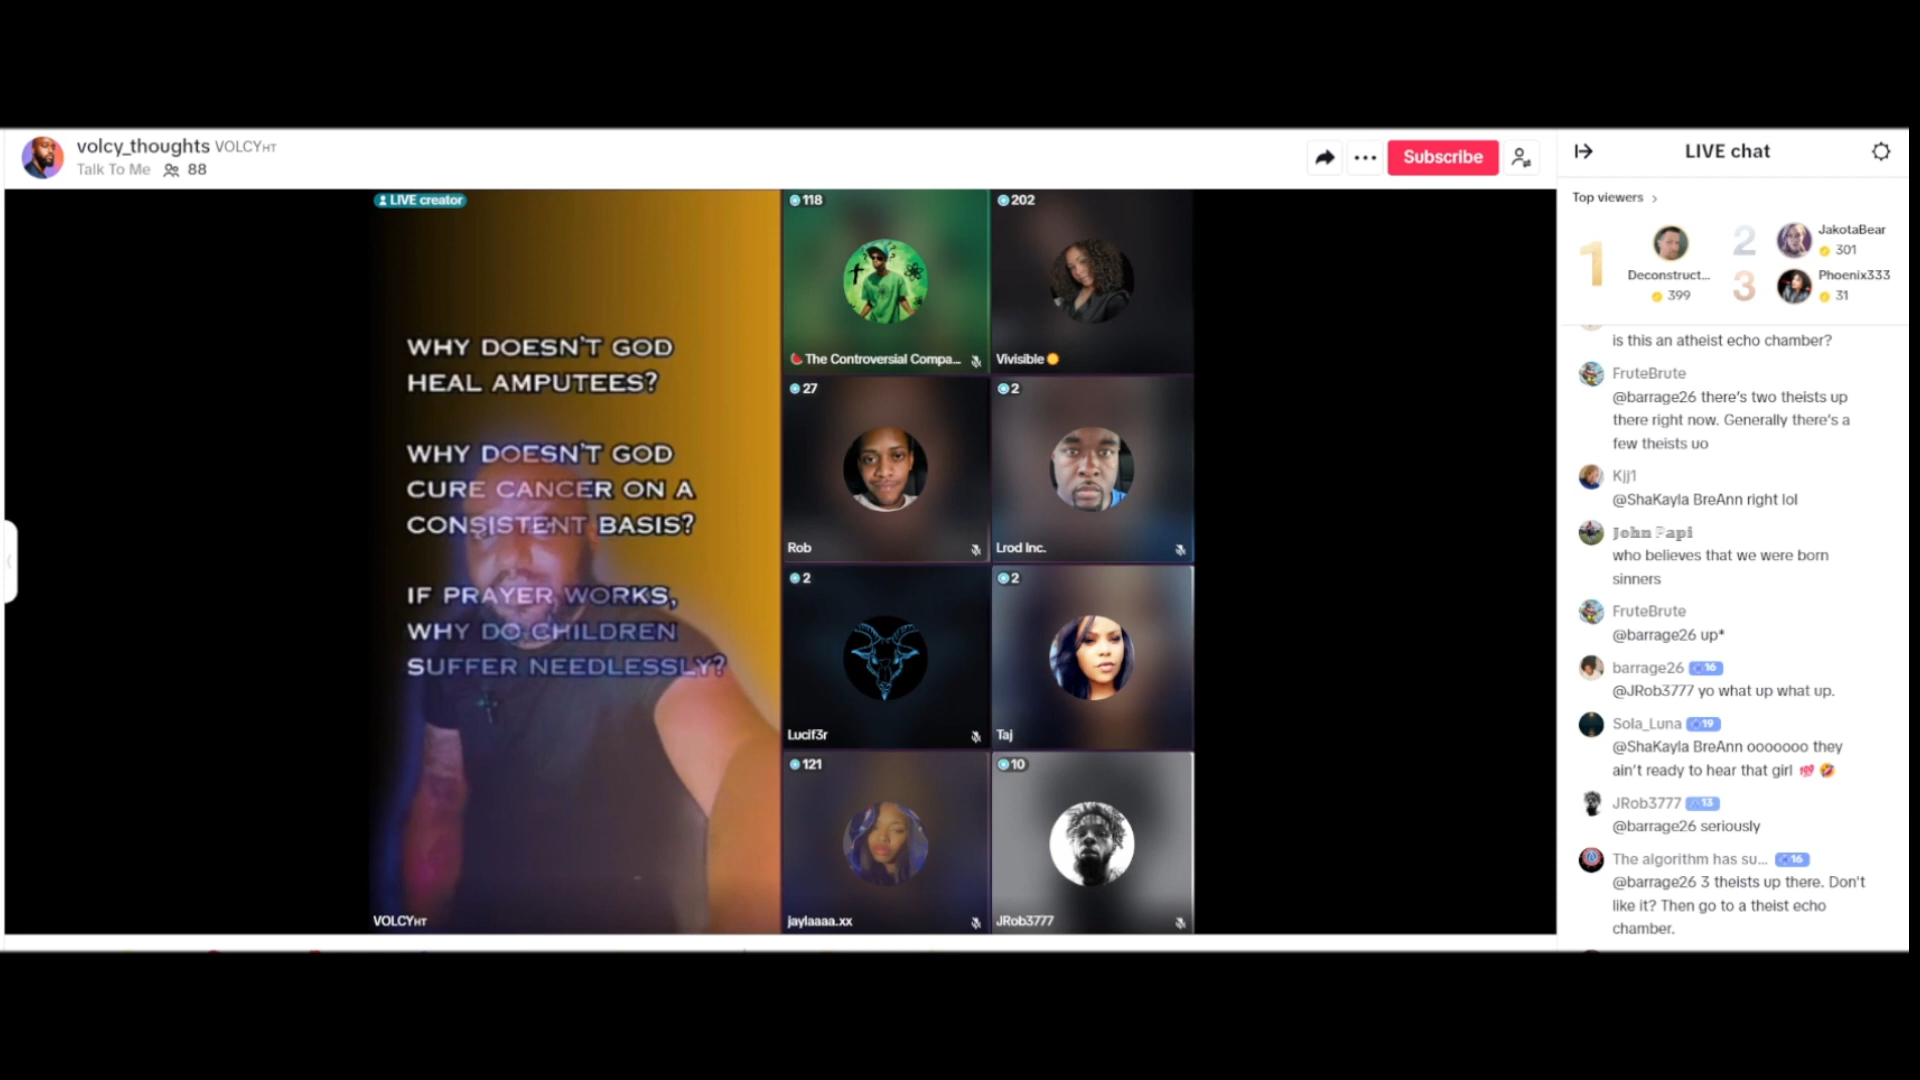 volcy_thoughts VOLCYHT
Talk To Me 88
Subscribe
LIVE chat
Top viewers
1
Deconstruct...
399
2
JakotaBear
301
3
Phoenix333
31
LIVE creator
WHY DOESN'T GOD
HEAL AMPUTEES?
WHY DOESN'T GOD
CURE CANCER ON A
CONSISTENT BASIS?
IF PRAYER WORKS,
WHY DO CHILDREN
SUFFER NEEDLESSLY?
VOLCYHT
118
🍉 The Controversial Compa...
202
Vivisible
27
Rob
2
Lrod Inc.
2
Lucif3r
2
Taj
121
jaylaaaa.xx
10
JRob3777
is this an atheist echo chamber?
FruteBrute
@barrage26 there's two theists up
there right now. Generally there's a
few theists uo
Kjj1
@ShaKayla BreAnn right lol
John Papi
who believes that we were born
sinners
FruteBrute
@barrage26 up*
barrage26 16
@JRob3777 yo what up what up.
Sola_Luna 19
@ShaKayla BreAnn ooooooo they
ain't ready to hear that girl 💯 🤣
JRob3777 13
@barrage26 seriously
The algorithm has su... 16
@barrage26 3 theists up there. Don't
like it? Then go to a theist echo
chamber.